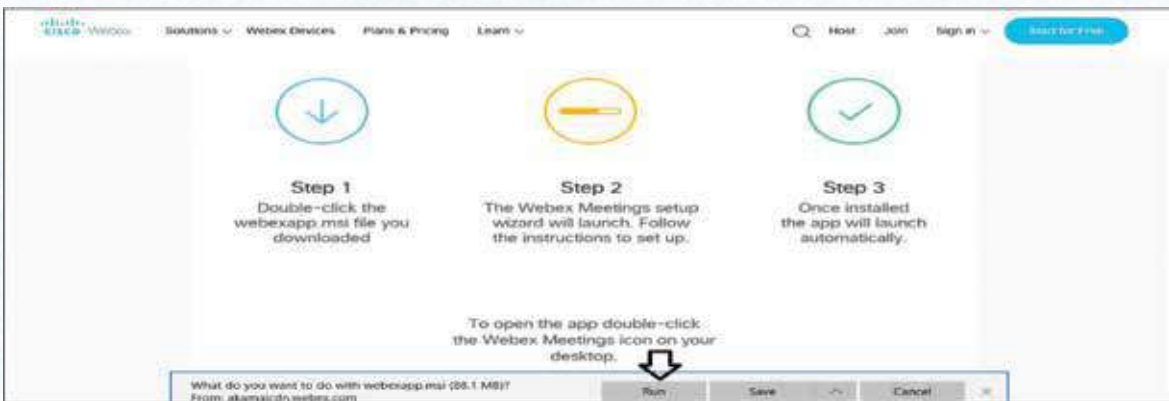 CISCO Webex
Solutions Webex Devices Plans & Pricing Learn Host Join Sign in Start for Free
Step 1
Double-click the
webexapp.msi file you
downloaded
Step 2
The Webex Meetings setup
wizard will launch. Follow
the instructions to set up.
Step 3
Once installed
the app will launch
automatically.
To open the app double-click
the Webex Meetings icon on your
desktop.
What do you want to do with webexapp.msi (88.1 MB)?
From: akamaicdn.webex.com
Run Save Cancel